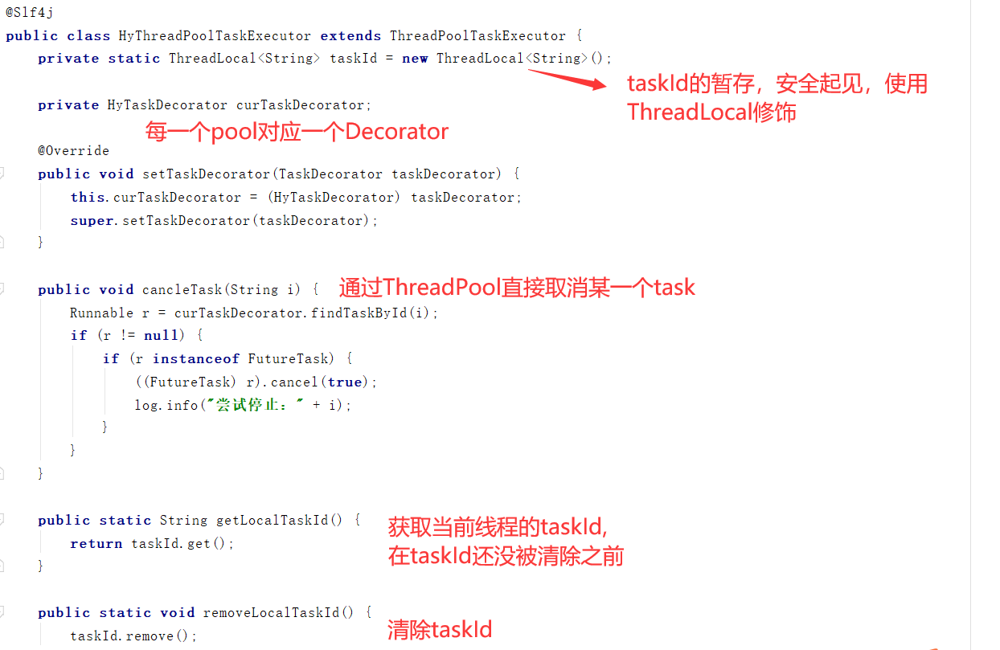 @Slf4j
public class HyThreadPoolTaskExecutor extends ThreadPoolTaskExecutor {
private static ThreadLocal<String> taskId = new ThreadLocal<String>();
taskId的暂存，安全起见，使用
ThreadLocal修饰
private HyTaskDecorator curTaskDecorator;
每一个pool对应一个Decorator
@Override
public void setTaskDecorator(TaskDecorator taskDecorator) {
this.curTaskDecorator = (HyTaskDecorator) taskDecorator;
super.setTaskDecorator(taskDecorator);
}
public void cancleTask(String i) {
通过ThreadPool直接取消某一个task
Runnable r = curTaskDecorator.findTaskById(i);
if (r != null) {
if (r instanceof FutureTask) {
((FutureTask) r).cancel(true);
log.info("尝试停止：" + i);
}
}
}
public static String getLocalTaskId() {
获取当前线程的taskId,
return taskId.get();
在taskId还没被清除之前
}
public static void removeLocalTaskId() {
清除taskId
taskId.remove();